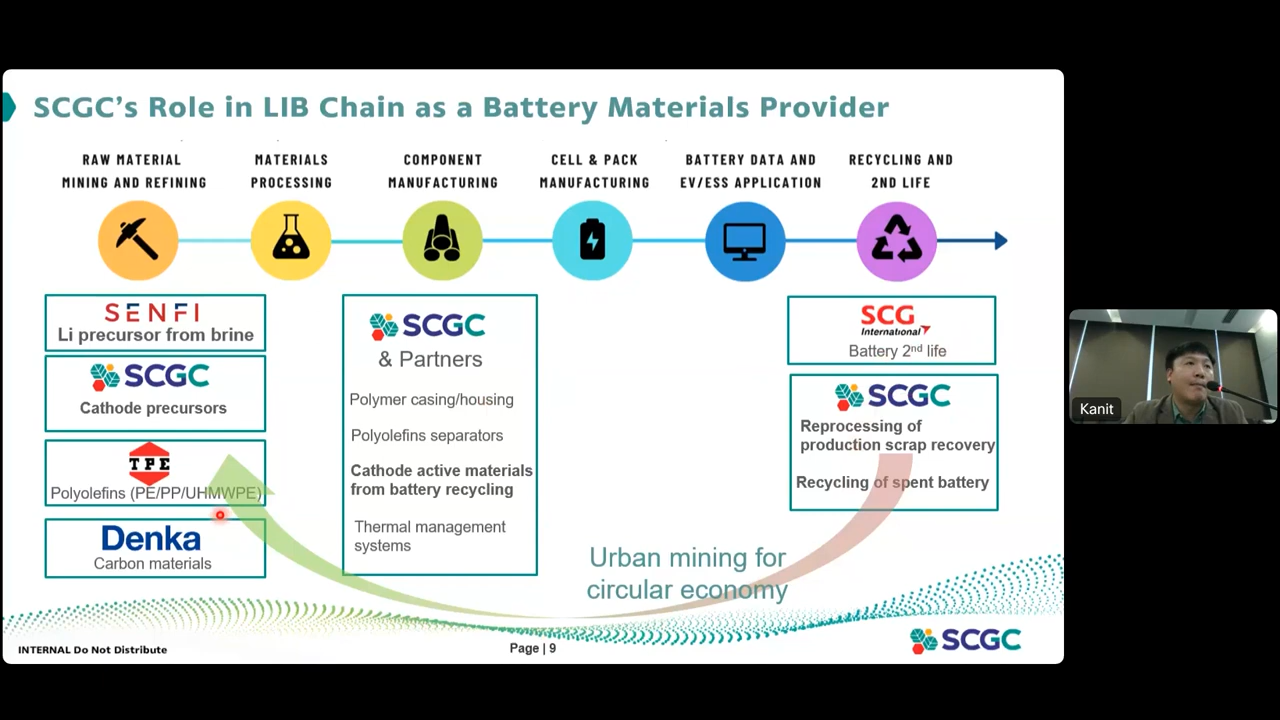 SCGC's Role in LIB Chain as a Battery Materials Provider
RAW MATERIAL
MINING AND REFINING
MATERIALS
PROCESSING
COMPONENT
MANUFACTURING
CELL & PACK
MANUFACTURING
BATTERY DATA AND
EV/ESS APPLICATION
RECYCLING AND
2ND LIFE
SENFI
Li precursor from brine
SCGC
Cathode precursors
TPE
Polyolefins (PE/PP/UHMWPE)
Denka
Carbon materials
SCGC
& Partners
Polymer casing/housing
Polyolefins separators
Cathode active materials
from battery recycling
Thermal management
systems
SCG
International
Battery 2nd life
SCGC
Reprocessing of
production scrap recovery
Recycling of spent battery
Urban mining for
circular economy
INTERNAL Do Not Distribute
Page | 9
SCGC
Kanit